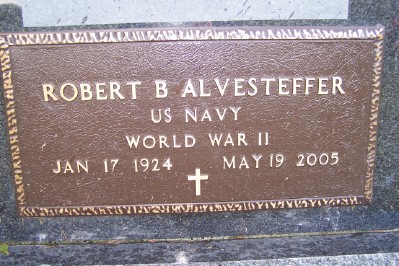 ROBERT B ALVESTEFFER
US NAVY
WORLD WAR II
JAN 17 1924 MAY 19 2005